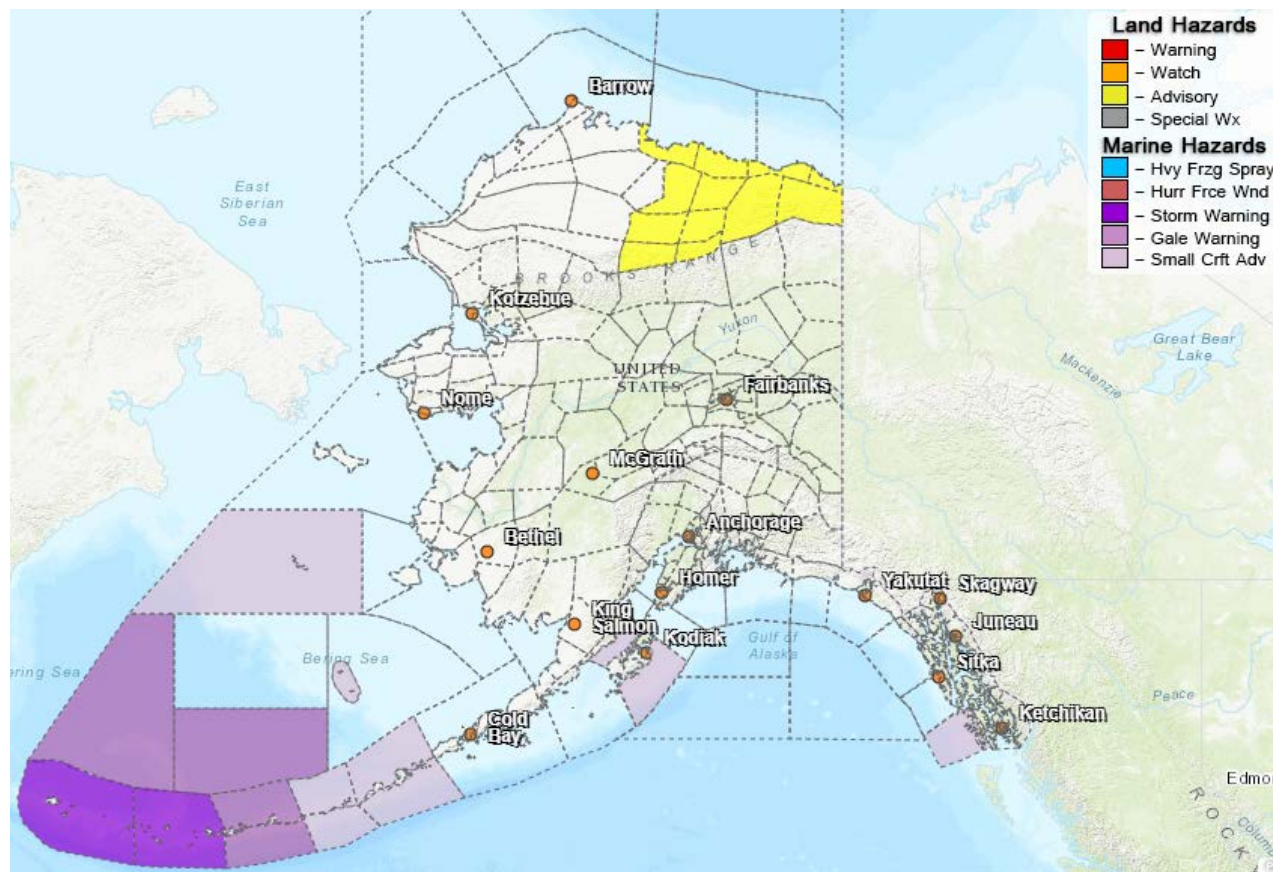 Land Hazards
– Warning
– Watch
– Advisory
– Special Wx
Marine Hazards
– Hvy Frzg Spray
– Hurr Frce Wnd
– Storm Warning
– Gale Warning
– Small Crft Adv
Barrow
East
Siberian
Sea
BROOKS RANGE
Kotzebue
Yukon
Great Bear
Lake
Mackenzie
UNITED
STATES
Fairbanks
Nome
McGrath
Anchorage
Bethel
Homer
Yakutat
Skagway
King
Salmon
Juneau
Kodiak
Gulf of
Alaska
Sitka
Bering Sea
ering Sea
Peace
Cold
Bay
Ketchikan
Edmo
ROCK